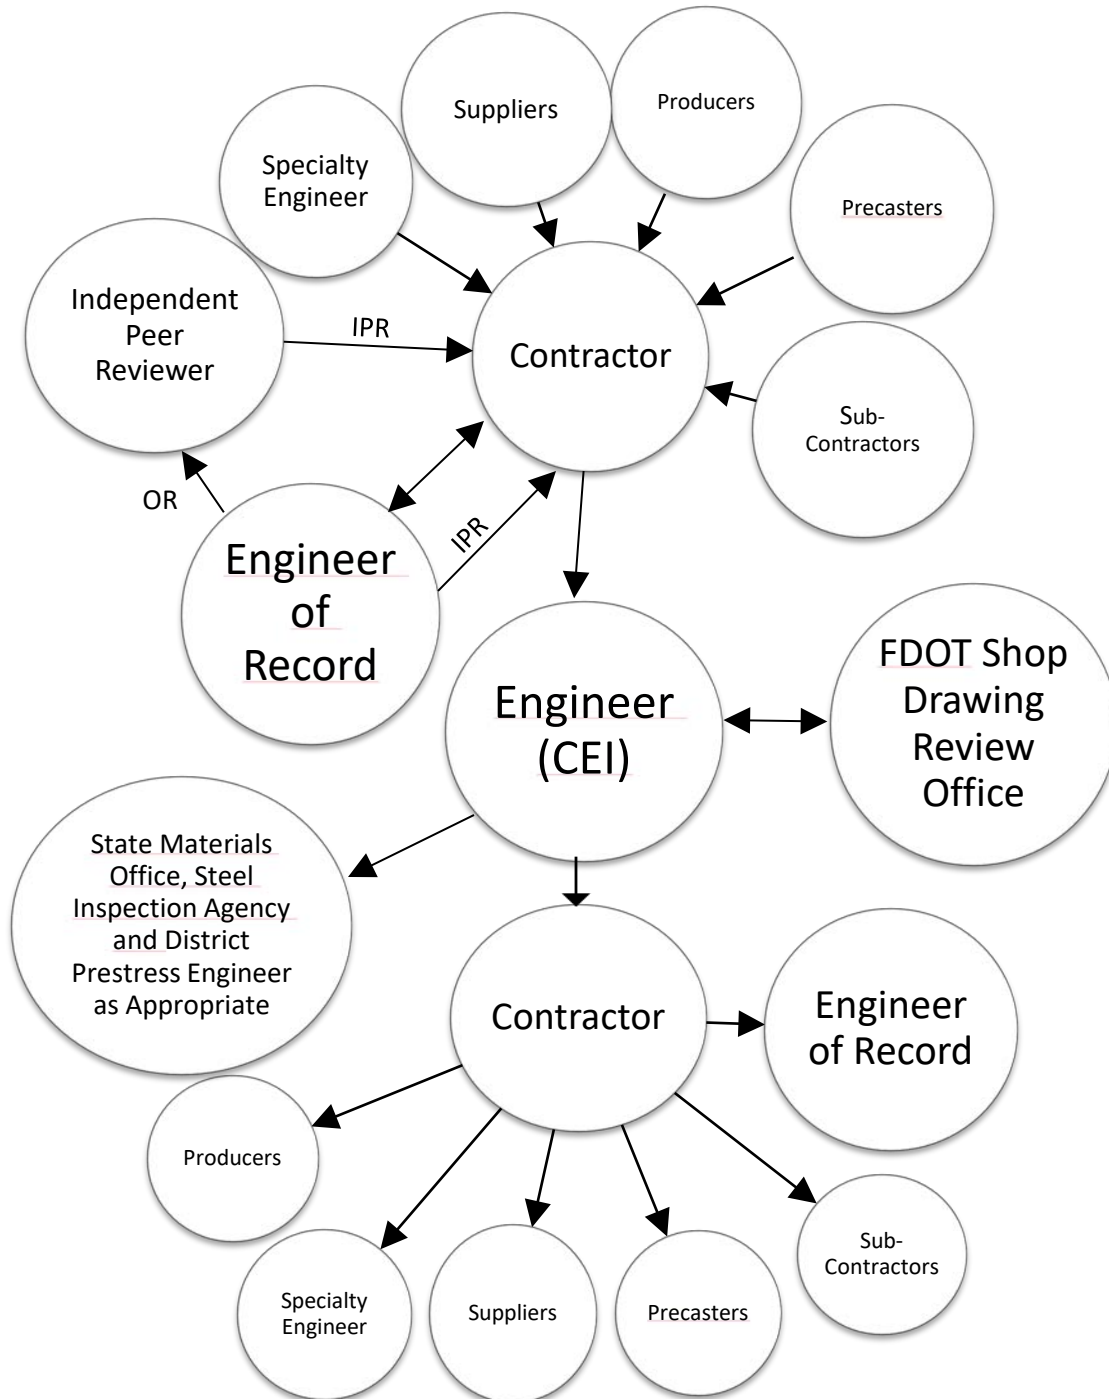 Suppliers
Producers
Specialty
Engineer
Precasters
Independent
Peer
Reviewer
IPR
Contractor
Sub-
Contractors
OR
IPR
Engineer
of
Record
Engineer
(CEI)
FDOT Shop
Drawing
Review
Office
State Materials
Office, Steel
Inspection Agency
and District
Prestress Engineer
as Appropriate
Contractor
Engineer
of Record
Producers
Specialty
Engineer
Suppliers
Precasters
Sub-
Contractors